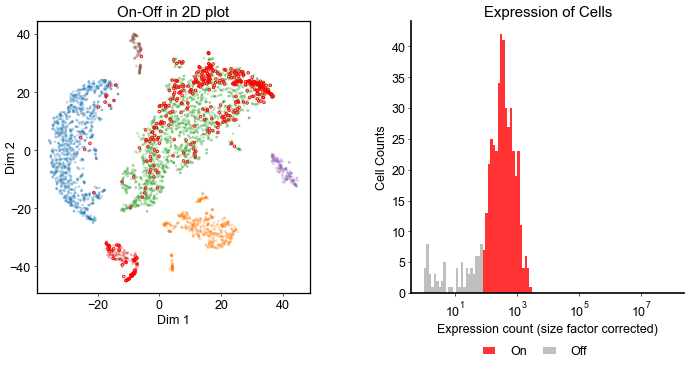 On-Off in 2D plot
40
20
0
−20
−40
Dim 2
−20
0
20
40
Dim 1
Expression of Cells
40
35
30
25
20
15
10
5
0
Cell Counts
10^1
10^3
10^5
10^7
Expression count (size factor corrected)
On
Off